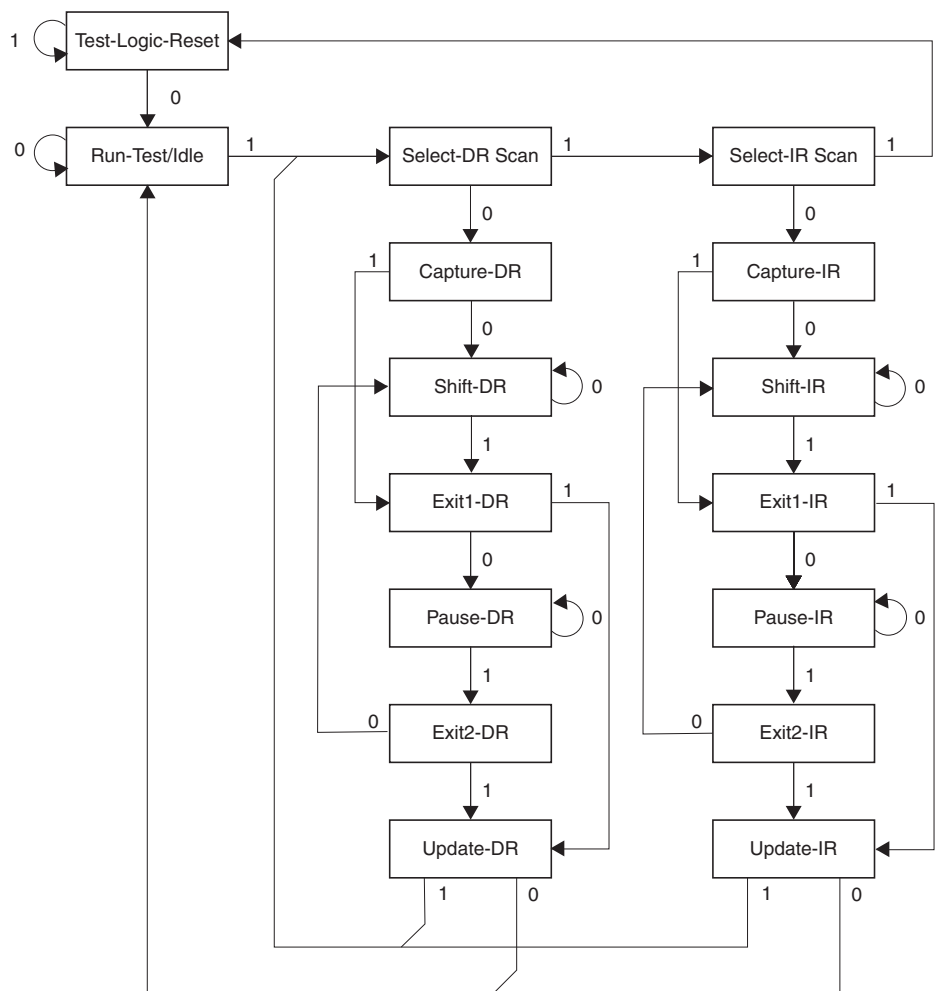 1
Test-Logic-Reset
0
0
Run-Test/Idle
1
Select-DR Scan
1
Select-IR Scan
1
0
0
1
Capture-DR
1
Capture-IR
0
0
Shift-DR
0
Shift-IR
0
1
1
Exit1-DR
1
Exit1-IR
1
0
0
Pause-DR
0
Pause-IR
0
1
1
0
Exit2-DR
0
Exit2-IR
1
1
Update-DR
Update-IR
1
0
1
0